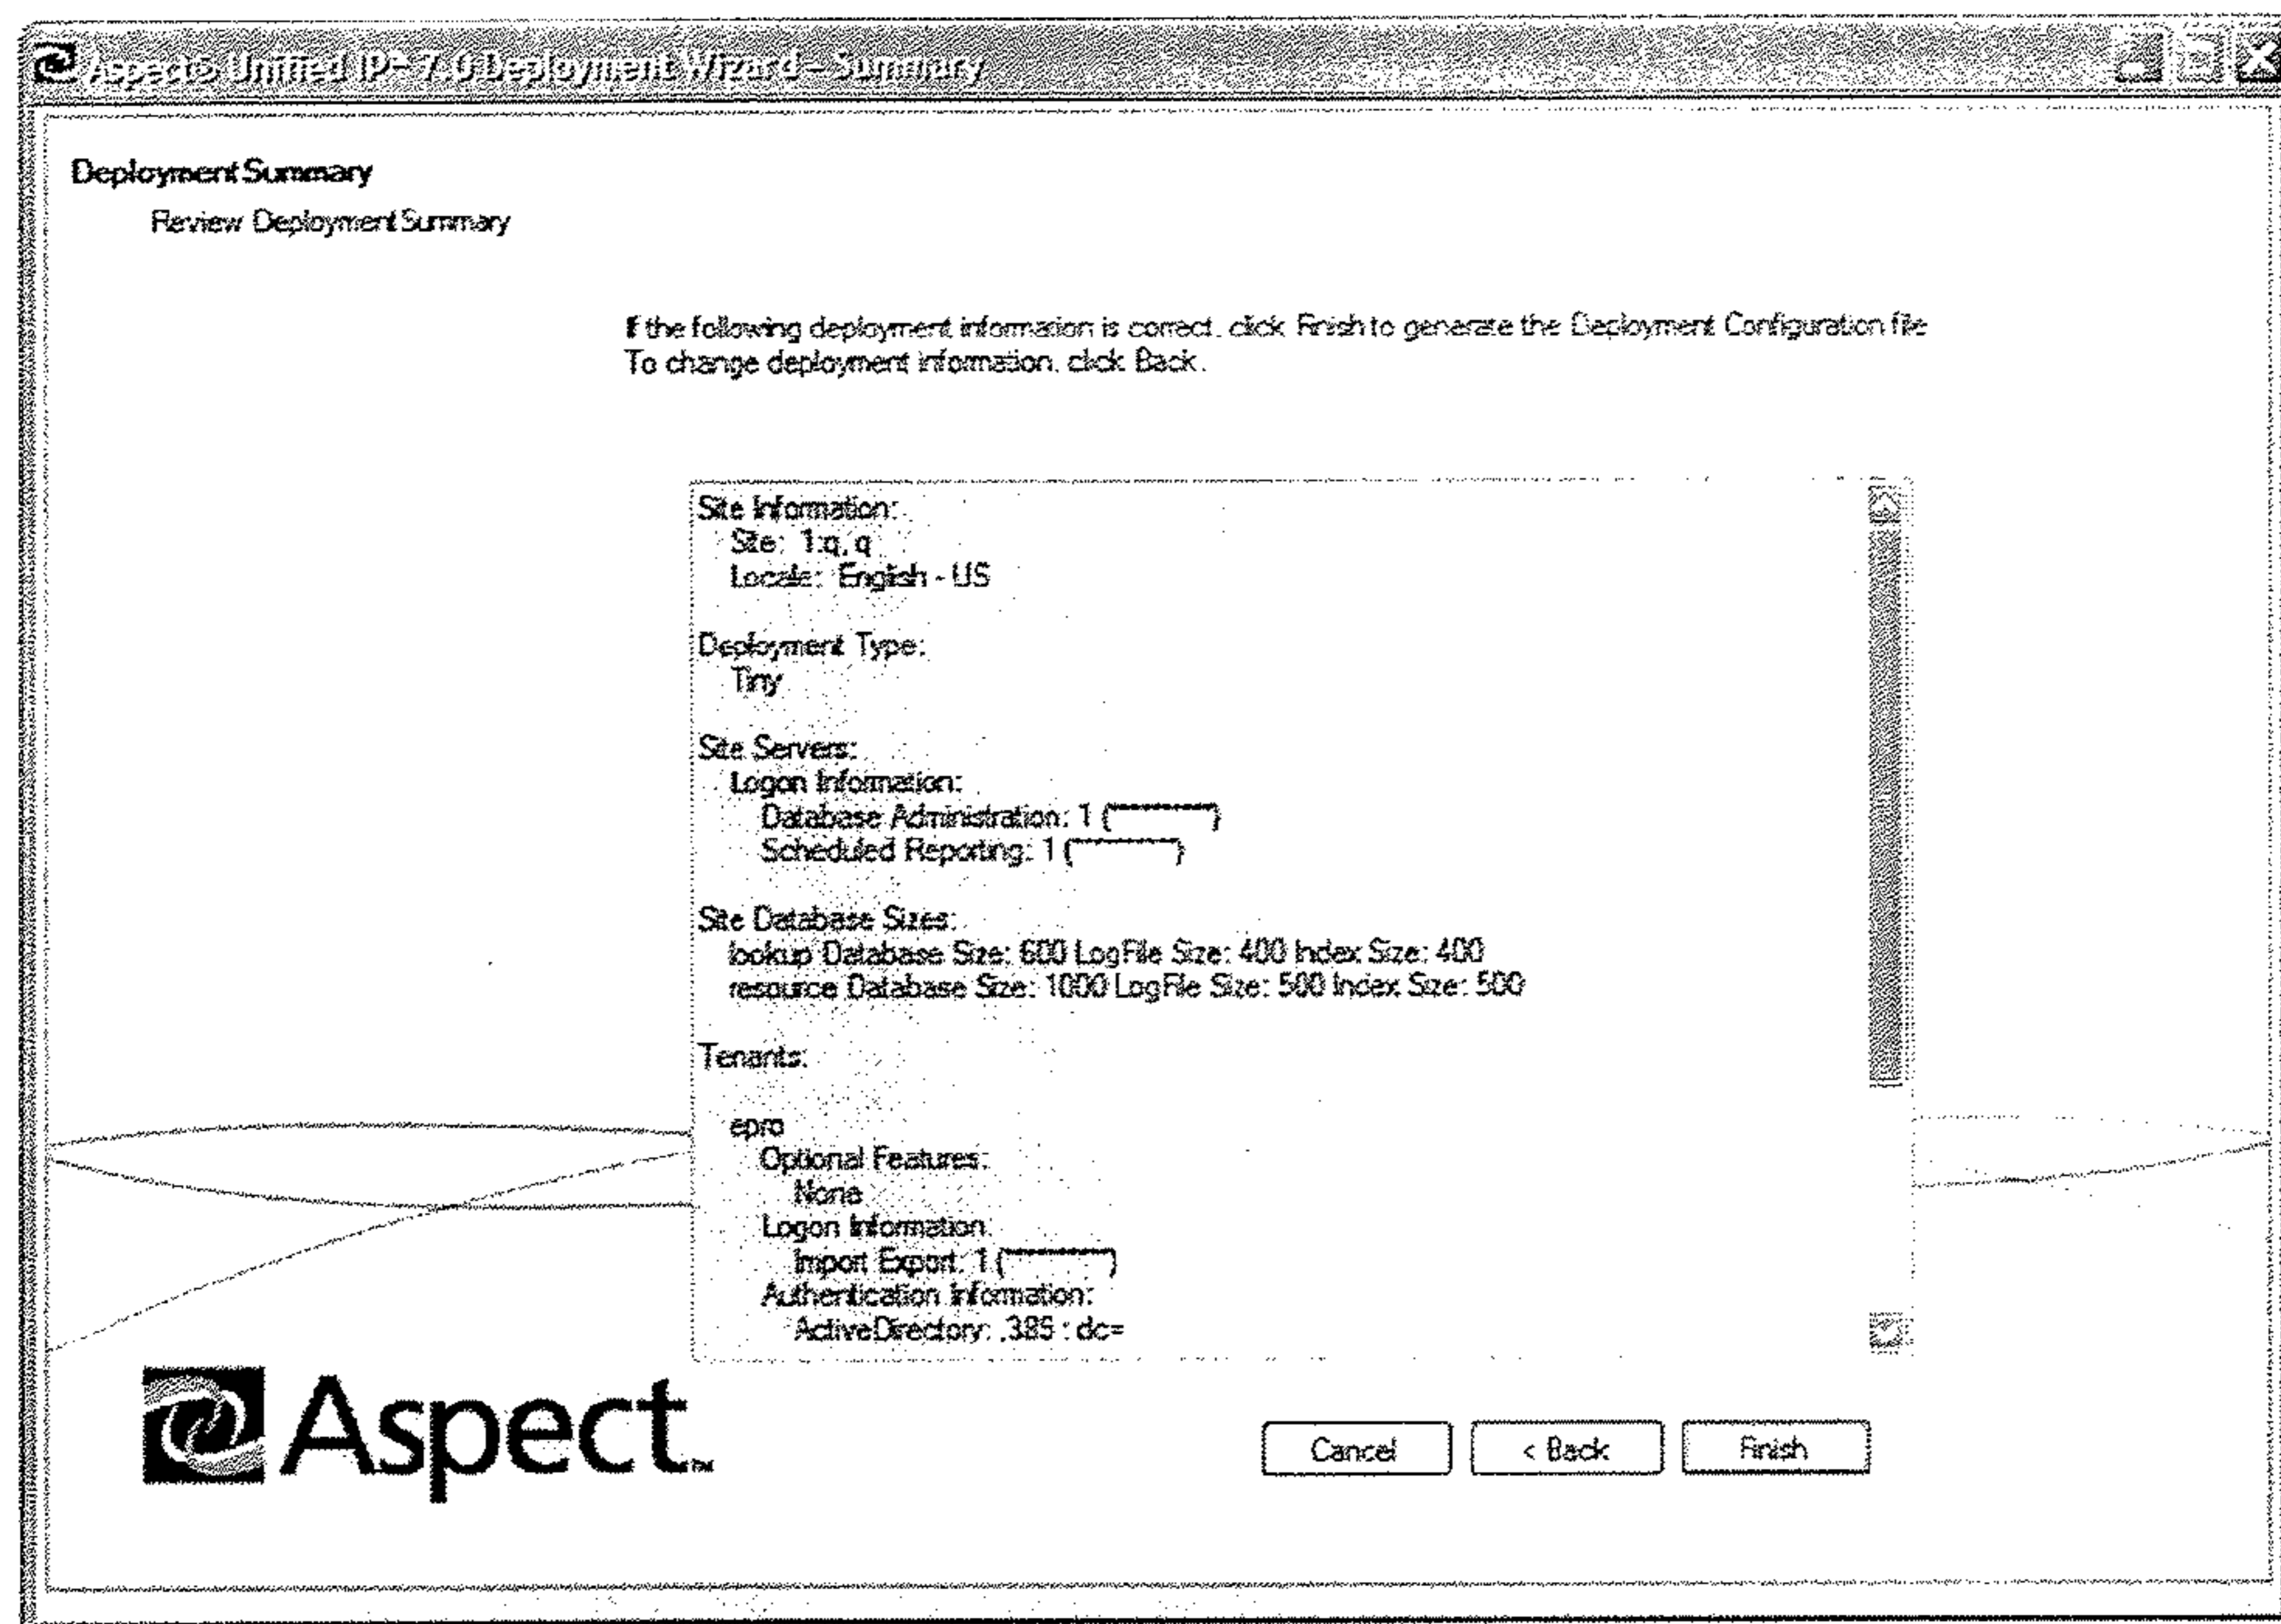 Aspect® Unified IP™ 7.0 Deployment Wizard - Summary
Deployment Summary
Review Deployment Summary
If the following deployment information is correct, click Finish to generate the Deployment Configuration file
To change deployment information, click Back.
Site Information:
Site: 1:q, q
Locale: English - US
Deployment Type:
Tiny
Site Servers:
Logon Information:
Database Administration: 1 (********)
Scheduled Reporting: 1 (********)
Site Database Sizes:
lookup Database Size: 600 LogFile Size: 400 Index Size: 400
resource Database Size: 1000 LogFile Size: 500 Index Size: 500
Tenants:
epro
Optional Features:
None
Logon Information:
Import Export: 1 (********)
Authentication Information:
ActiveDirectory: ,389 : dc=
Aspect™
Cancel
< Back
Finish